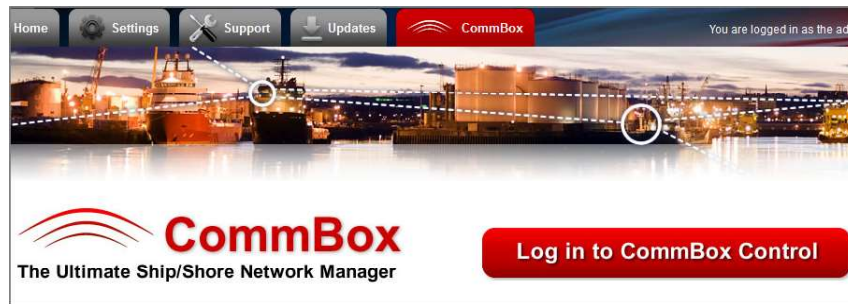 Home Settings Support Updates CommBox You are logged in as the
CommBox
The Ultimate Ship/Shore Network Manager
Log in to CommBox Control